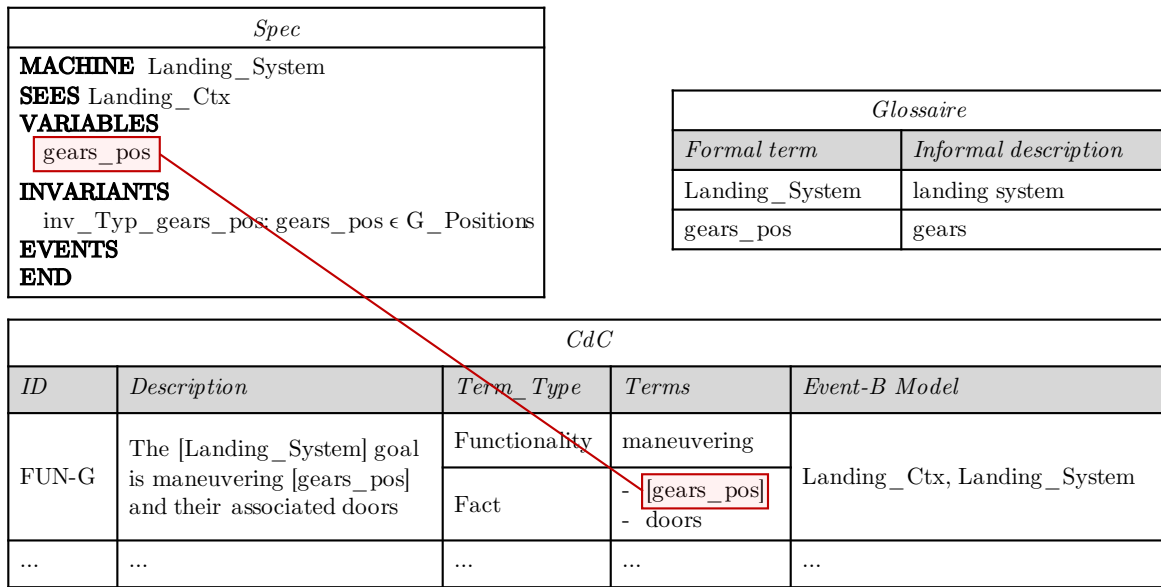 Spec
MACHINE Landing_System
SEES Landing_Ctx
VARIABLES
gears_pos
INVARIANTS
inv_Typ_gears_pos: gears_pos ϵ G_Positions
EVENTS
END
Glossaire
Formal term Informal description
Landing_System landing system
gears_pos gears
CdC
ID Description Term_Type Terms Event-B Model
FUN-G
The [Landing_System] goal
is maneuvering [gears_pos]
and their associated doors
Functionality maneuvering
Fact
- [gears_pos]
- doors
Landing_Ctx, Landing_System
... ... ... ... ...